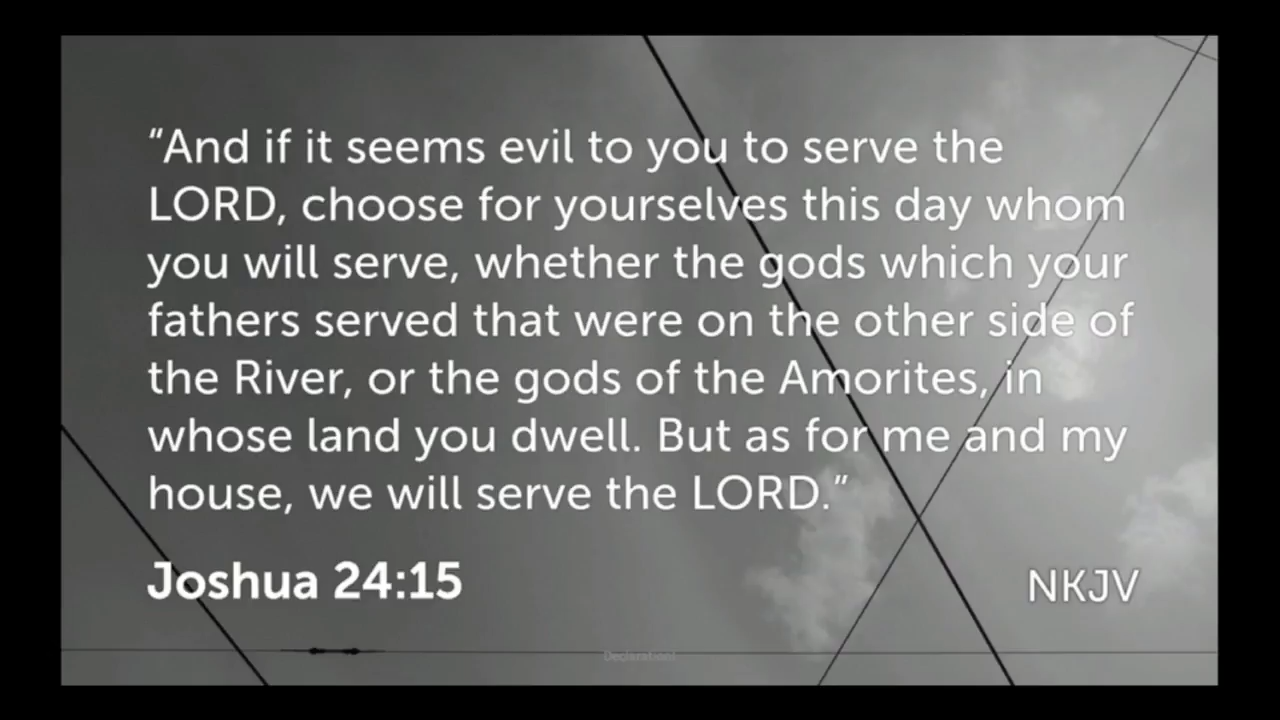 “And if it seems evil to you to serve the
LORD, choose for yourselves this day whom
you will serve, whether the gods which your
fathers served that were on the other side of
the River, or the gods of the Amorites, in
whose land you dwell. But as for me and my
house, we will serve the LORD.”
Joshua 24:15
NKJV
Declarations